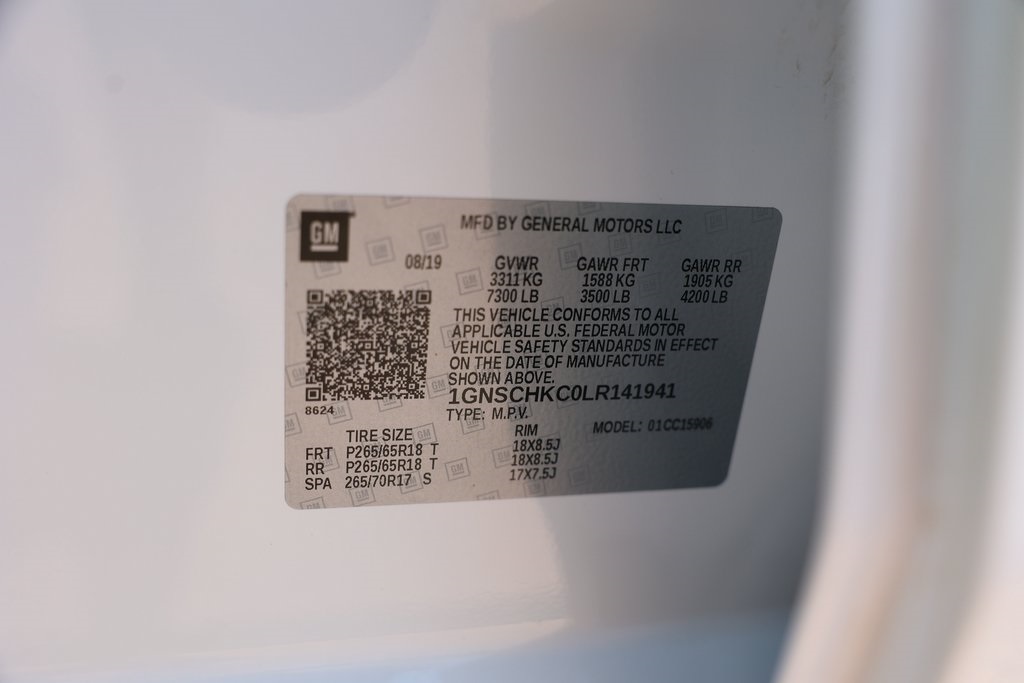 GM
MFD BY GENERAL MOTORS LLC
08/19 GVWR GAWR FRT GAWR RR
3311 KG 1588 KG 1905 KG
7300 LB 3500 LB 4200 LB
THIS VEHICLE CONFORMS TO ALL
APPLICABLE U.S. FEDERAL MOTOR
VEHICLE SAFETY STANDARDS IN EFFECT
ON THE DATE OF MANUFACTURE
SHOWN ABOVE.
8624
1GNSCHKC0LR141941
TYPE: M.P.V. MODEL: 01CC15906
TIRE SIZE RIM
FRT P265/65R18 T 18X8.5J
RR P265/65R18 T 18X8.5J
SPA 265/70R17 S 17X7.5J